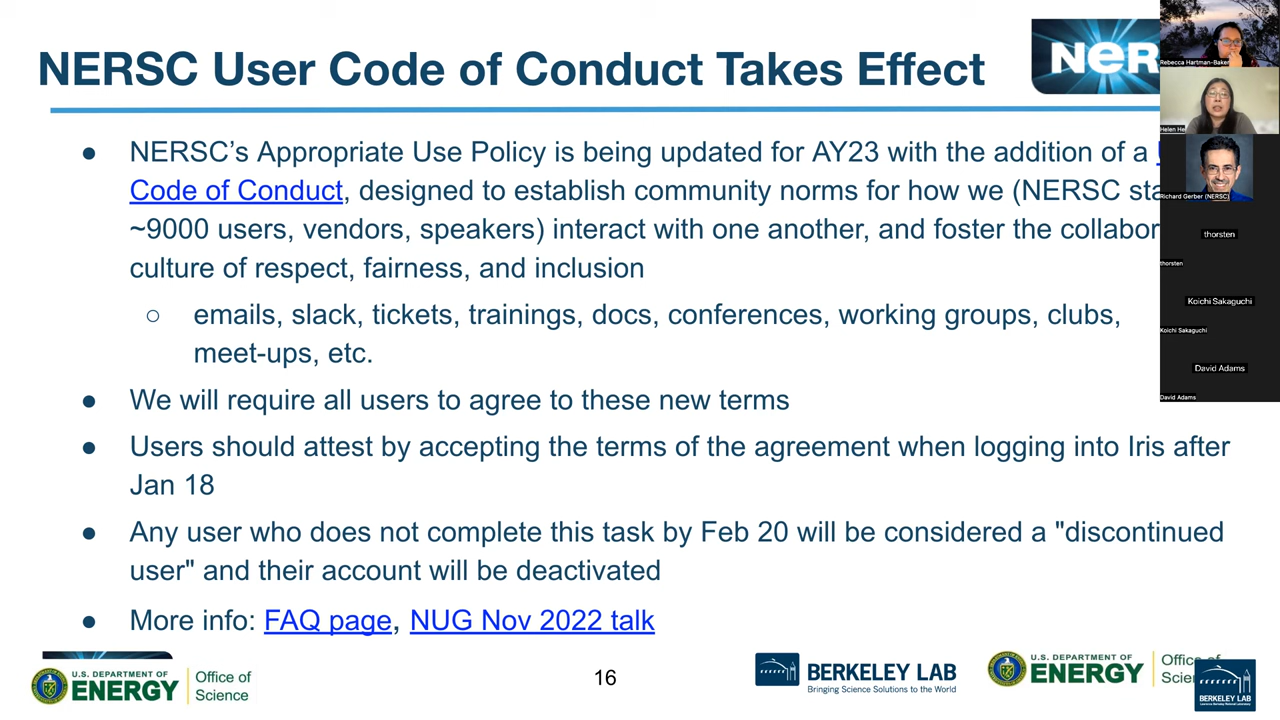 NERSC User Code of Conduct Takes Effect
● NERSC's Appropriate Use Policy is being updated for AY23 with the addition of a
Code of Conduct, designed to establish community norms for how we (NERSC
~9000 users, vendors, speakers) interact with one another, and foster the
culture of respect, fairness, and inclusion
○ emails, slack, tickets, trainings, docs, conferences, working groups, clubs,
meet-ups, etc.
● We will require all users to agree to these new terms
● Users should attest by accepting the terms of the agreement when logging into Iris after
Jan 18
● Any user who does not complete this task by Feb 20 will be considered a "discontinued
user" and their account will be deactivated
● More info: FAQ page, NUG Nov 2022 talk
Rebecca Hartman-Baker
Helen He
Richard Gerber (NERSC)
thorsten
thorsten
Koichi Sakaguchi
Koichi Sakaguchi
David Adams
David Adams
U.S. DEPARTMENT OF
ENERGY
Office of
Science
16
BERKELEY LAB
Bringing Science Solutions to the World
U.S. DEPARTMENT OF
ENERGY
BERKELEY LAB
Lawrence Berkeley National Laboratory